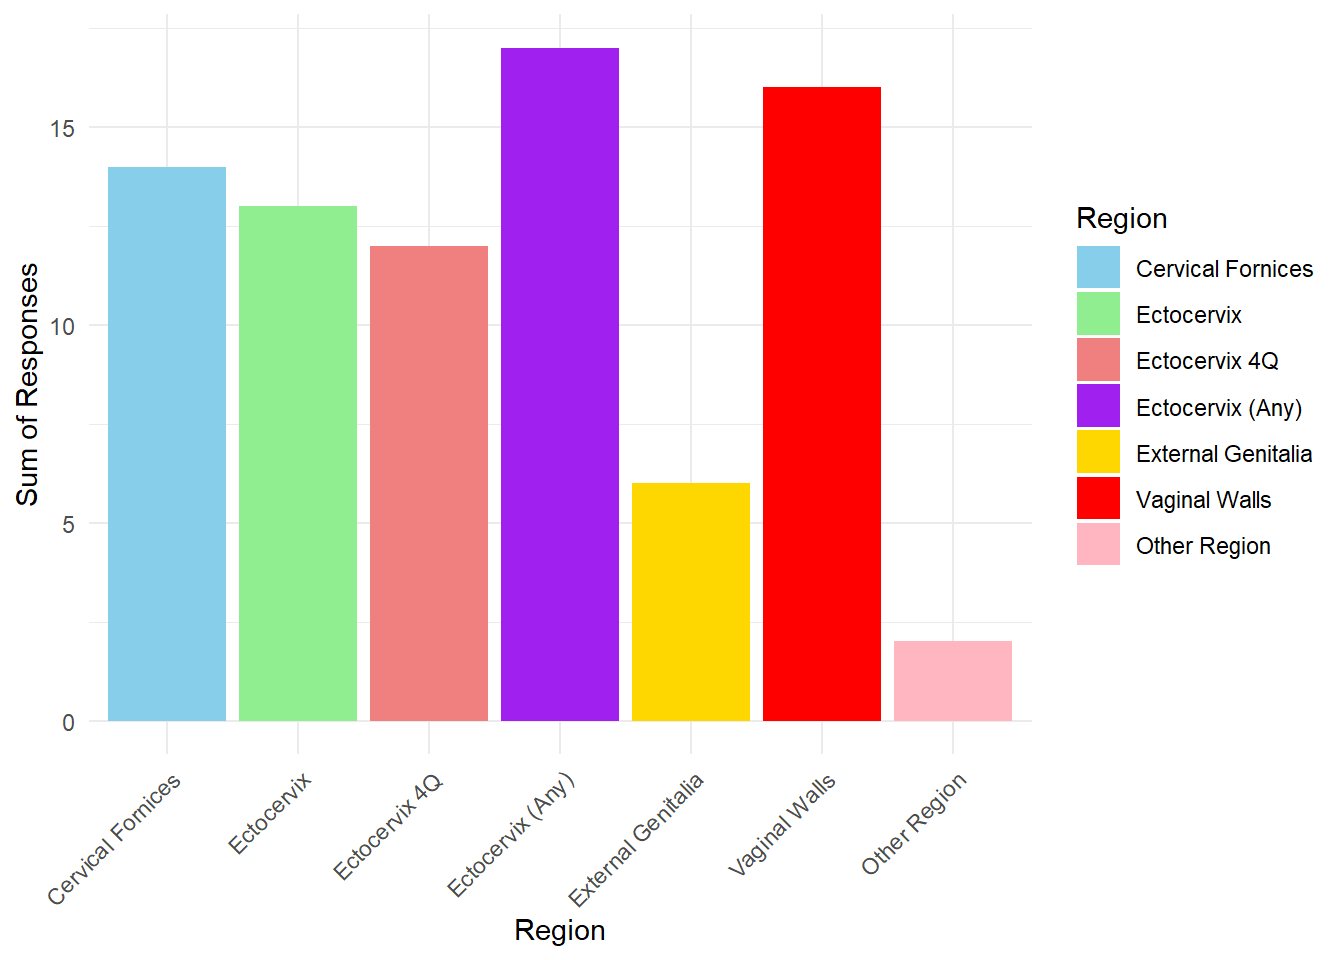 Sum of Responses
15
10
5
0
Cervical Fornices
Ectocervix
Ectocervix 4Q
Ectocervix (Any)
External Genitalia
Vaginal Walls
Other Region
Region
Region
Cervical Fornices
Ectocervix
Ectocervix 4Q
Ectocervix (Any)
External Genitalia
Vaginal Walls
Other Region